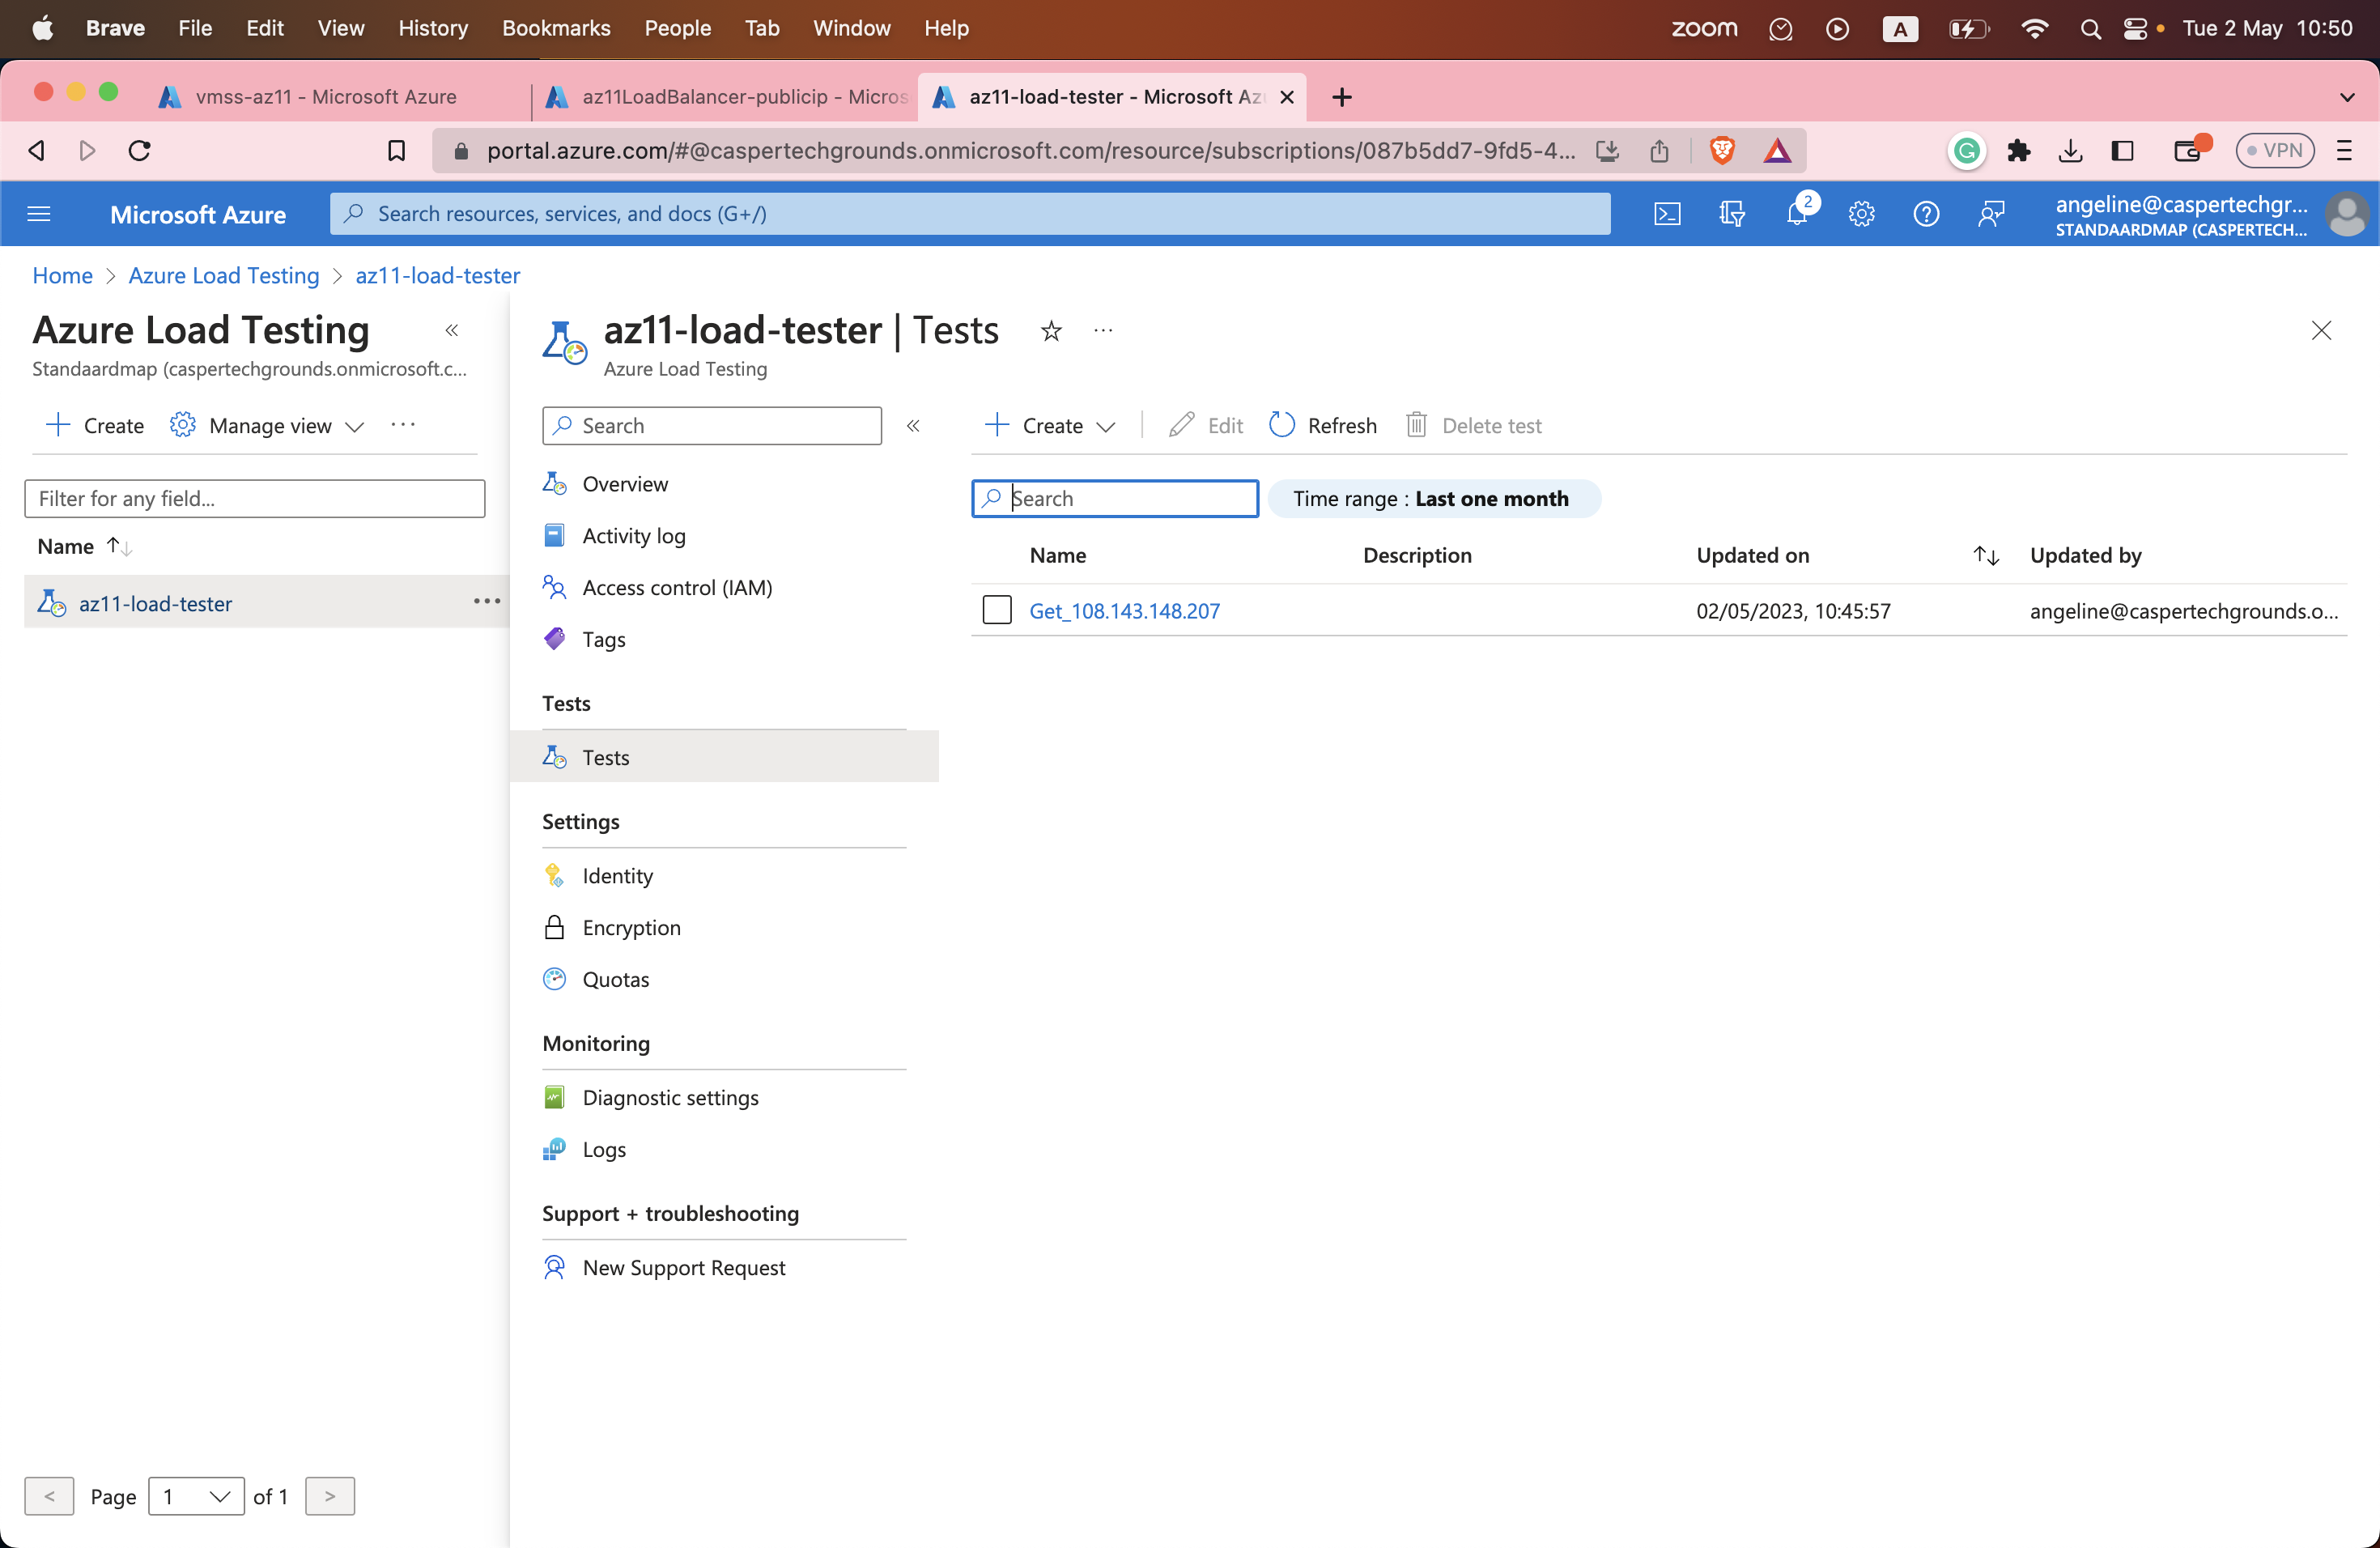 Brave File Edit View History Bookmarks People Tab Window Help zoom A Tue 2 May 10:50
vmss-az11 - Microsoft Azure az11LoadBalancer-publicip - Micros az11-load-tester - Microsoft Az
portal.azure.com/#@caspertechgrounds.onmicrosoft.com/resource/subscriptions/087b5dd7-9fd5-4... VPN
Microsoft Azure Search resources, services, and docs (G+/) 2 angeline@caspertechgr...
STANDAARDMAP (CASPERTECH...
Home > Azure Load Testing > az11-load-tester
Azure Load Testing «
Standaardmap (caspertechgrounds.onmicrosoft.c...
+ Create Manage view ...
Filter for any field...
Name ↑↓
az11-load-tester ...
< Page 1 of 1 >
az11-load-tester | Tests ...
Azure Load Testing
Search «
Overview
Activity log
Access control (IAM)
Tags
Tests
Tests
Settings
Identity
Encryption
Quotas
Monitoring
Diagnostic settings
Logs
Support + troubleshooting
New Support Request
+ Create Edit Refresh Delete test
Search Time range : Last one month
Name Description Updated on ↑↓ Updated by
Get_108.143.148.207 02/05/2023, 10:45:57 angeline@caspertechgrounds.o...